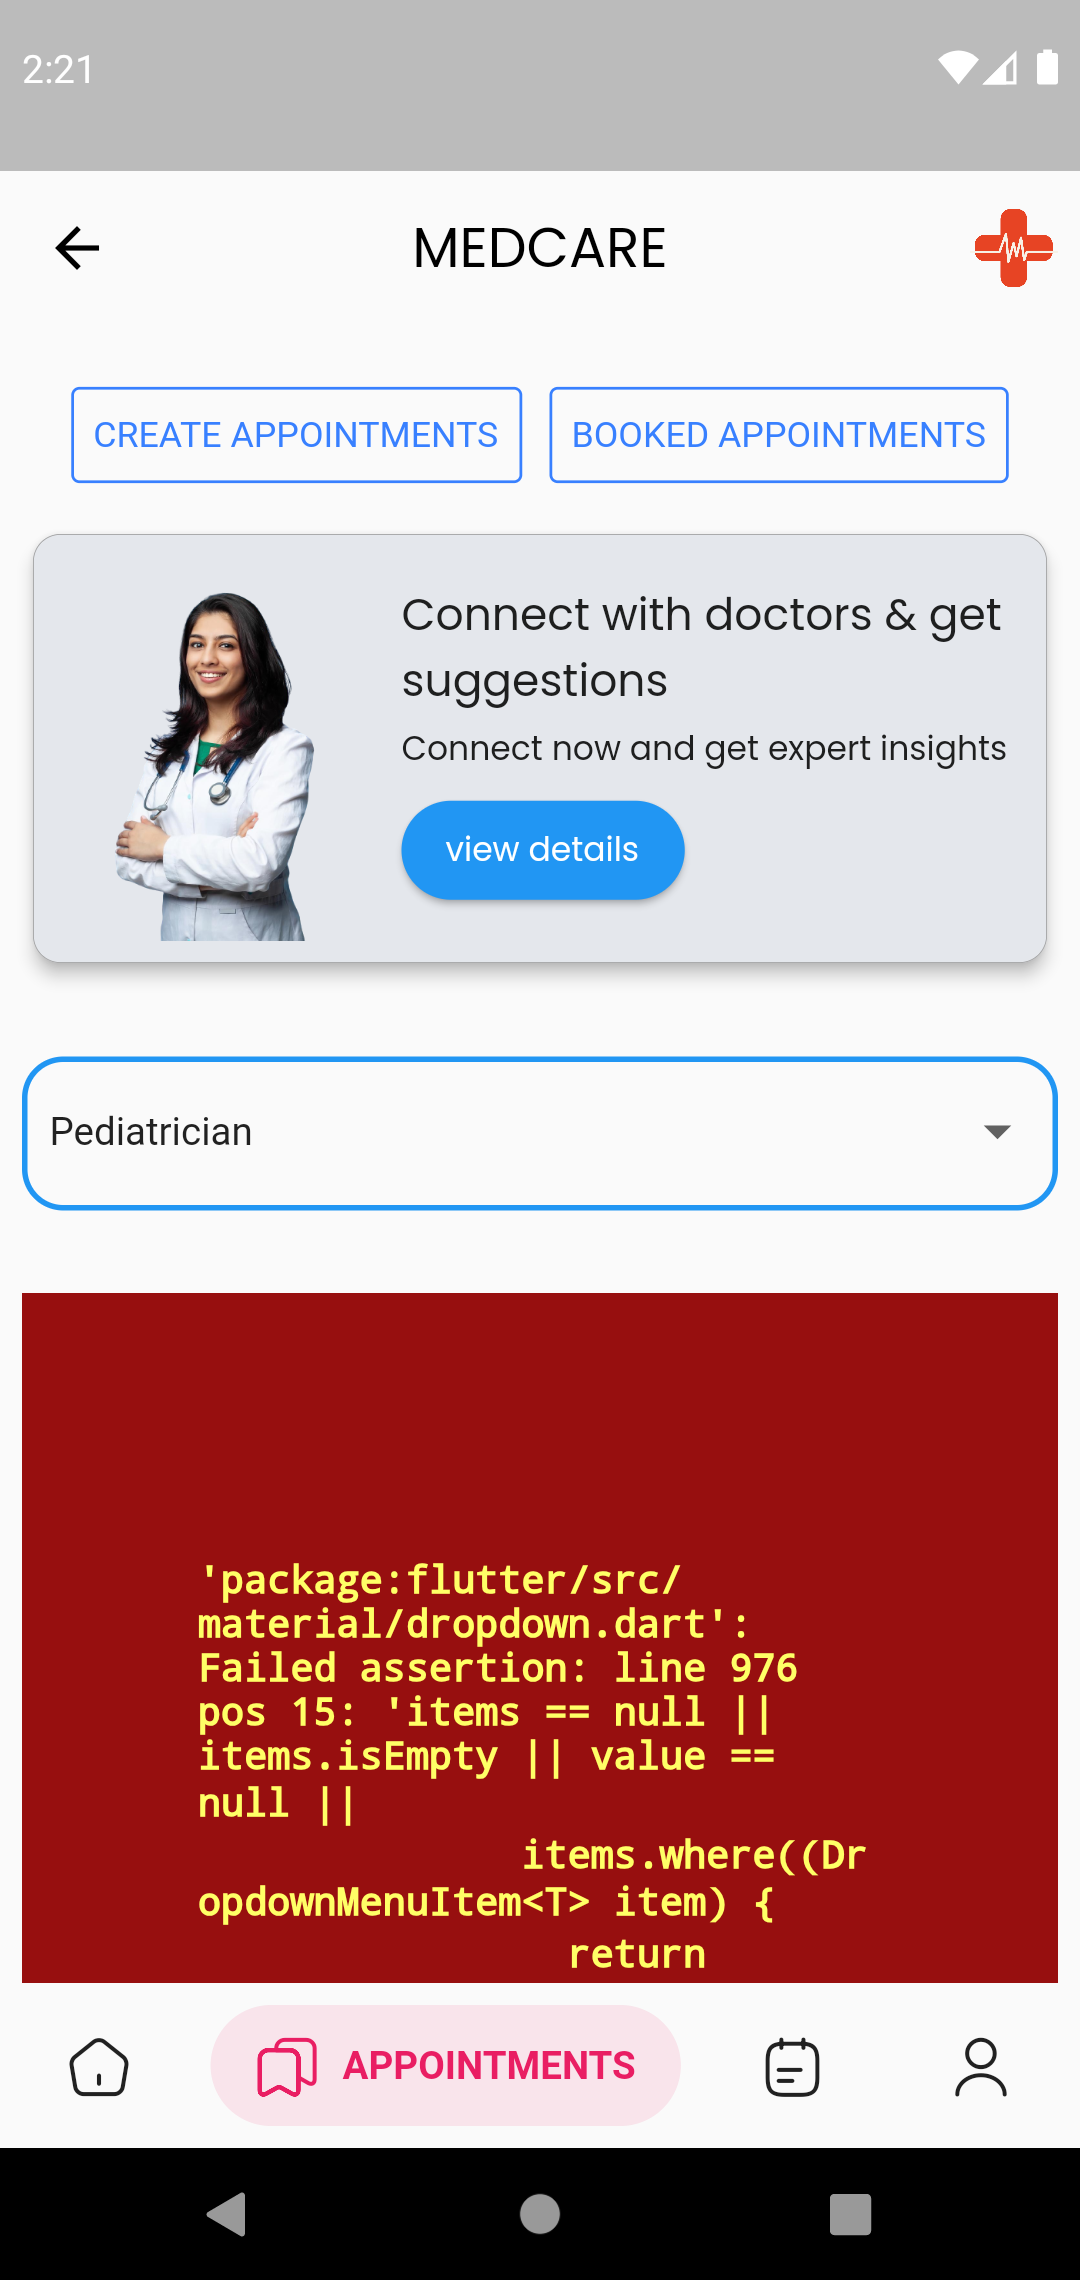 2:21
MEDCARE
CREATE APPOINTMENTS
BOOKED APPOINTMENTS
Connect with doctors & get
suggestions
Connect now and get expert insights
view details
Pediatrician
'package:flutter/src/
material/dropdown.dart':
Failed assertion: line 976
pos 15: 'items == null ||
items.isEmpty || value ==
null ||
items.where((Dr
opdownMenuItem<T> item) {
return
APPOINTMENTS